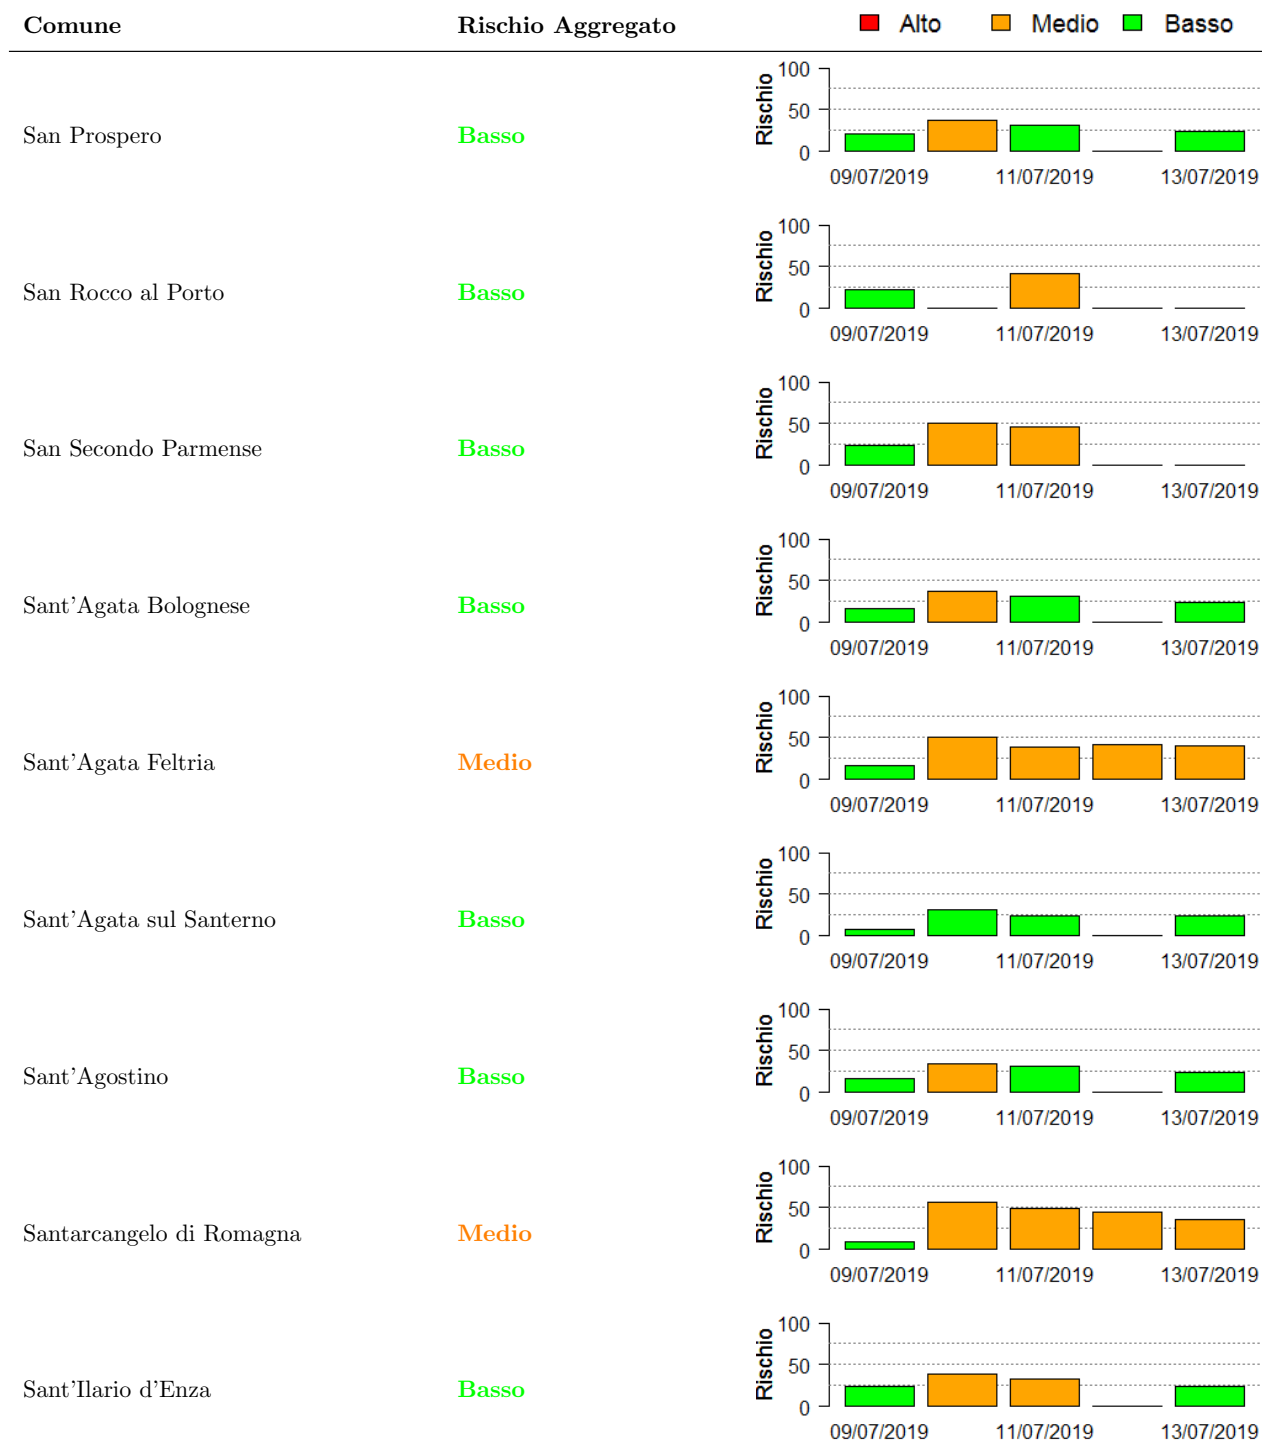 Comune Rischio Aggregato Alto Medio Basso
San Prospero Basso
Rischio
100
50
0
09/07/2019 11/07/2019 13/07/2019
San Rocco al Porto Basso
Rischio
100
50
0
09/07/2019 11/07/2019 13/07/2019
San Secondo Parmense Basso
Rischio
100
50
0
09/07/2019 11/07/2019 13/07/2019
Sant'Agata Bolognese Basso
Rischio
100
50
0
09/07/2019 11/07/2019 13/07/2019
Sant'Agata Feltria Medio
Rischio
100
50
0
09/07/2019 11/07/2019 13/07/2019
Sant'Agata sul Santerno Basso
Rischio
100
50
0
09/07/2019 11/07/2019 13/07/2019
Sant'Agostino Basso
Rischio
100
50
0
09/07/2019 11/07/2019 13/07/2019
Santarcangelo di Romagna Medio
Rischio
100
50
0
09/07/2019 11/07/2019 13/07/2019
Sant'Ilario d'Enza Basso
Rischio
100
50
0
09/07/2019 11/07/2019 13/07/2019